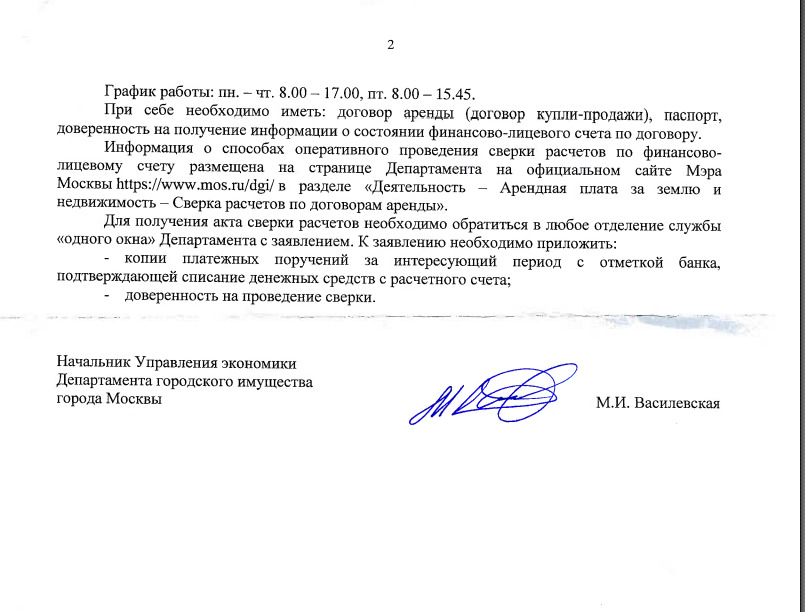 2
График работы: пн. – чт. 8.00 – 17.00, пт. 8.00 – 15.45.
При себе необходимо иметь: договор аренды (договор купли-продажи), паспорт,
доверенность на получение информации о состоянии финансово-лицевого счета по договору.
Информация о способах оперативного проведения сверки расчетов по финансово-
лицевому счету размещена на странице Департамента на официальном сайте Мэра
Москвы https://www.mos.ru/dgi/ в разделе «Деятельность – Арендная плата за землю и
недвижимость – Сверка расчетов по договорам аренды».
Для получения акта сверки расчетов необходимо обратиться в любое отделение службы
«одного окна» Департамента с заявлением. К заявлению необходимо приложить:
- копии платежных поручений за интересующий период с отметкой банка,
подтверждающей списание денежных средств с расчетного счета;
- доверенность на проведение сверки.
Начальник Управления экономики
Департамента городского имущества
города Москвы
М.И. Василевская